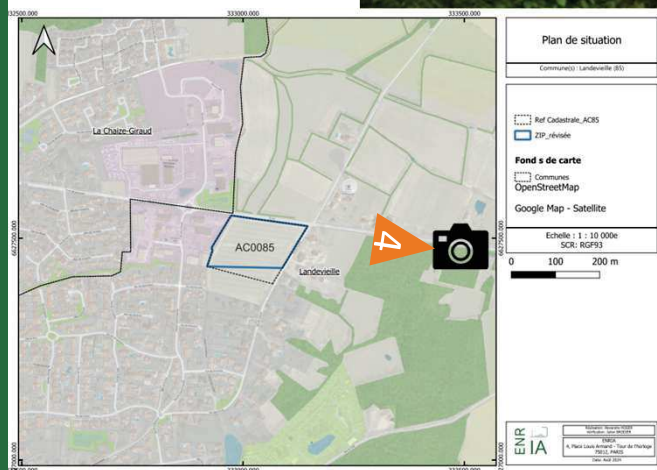 332500.000
333000.000
333500.000
6627500.000
6627500.000
La Chaize-Giraud
AC0085
Landevieille
4
Plan de situation
Commune(s) : Landevieille (85)
Ref Cadastrale_AC85
ZIP_révisée
Fond s de carte
Communes
OpenStreetMap
Google Map - Satellite
Echelle : 1 : 10 000e
SCR: RGF93
0 100 200 m
ENR
IA
ENRIA
4, Place Louis Armand - Tour de l'horloge
75012, PARIS